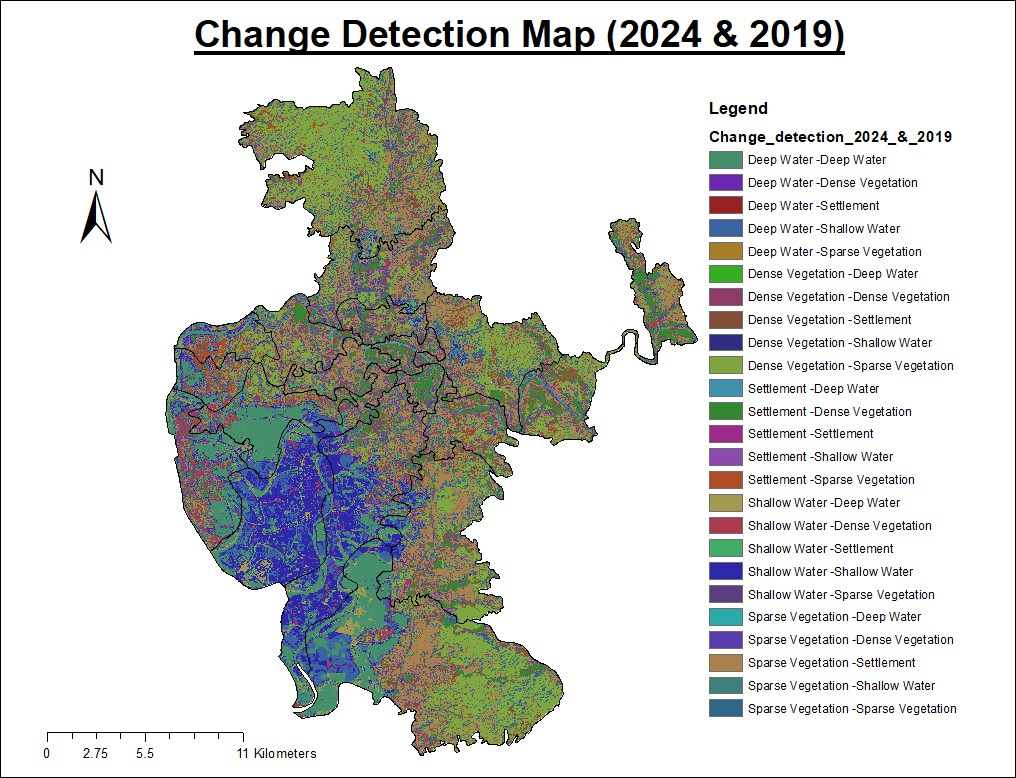 Change Detection Map (2024 & 2019)
N
Legend
Change_detection_2024_&_2019
Deep Water -Deep Water
Deep Water -Dense Vegetation
Deep Water -Settlement
Deep Water -Shallow Water
Deep Water -Sparse Vegetation
Dense Vegetation -Deep Water
Dense Vegetation -Dense Vegetation
Dense Vegetation -Settlement
Dense Vegetation -Shallow Water
Dense Vegetation -Sparse Vegetation
Settlement -Deep Water
Settlement -Dense Vegetation
Settlement -Settlement
Settlement -Shallow Water
Settlement -Sparse Vegetation
Shallow Water -Deep Water
Shallow Water -Dense Vegetation
Shallow Water -Settlement
Shallow Water -Shallow Water
Shallow Water -Sparse Vegetation
Sparse Vegetation -Deep Water
Sparse Vegetation -Dense Vegetation
Sparse Vegetation -Settlement
Sparse Vegetation -Shallow Water
Sparse Vegetation -Sparse Vegetation
0 2.75 5.5 11 Kilometers